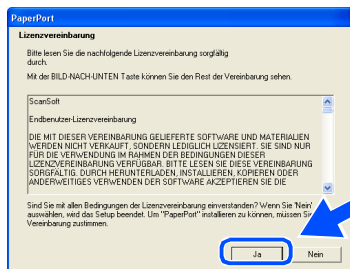 PaperPort
Lizenzvereinbarung
Bitte lesen Sie die nachfolgende Lizenzvereinbarung sorgfältig
durch.
Mit der BILD-NACH-UNTEN Taste können Sie den Rest der Vereinbarung sehen.
ScanSoft
Endbenutzer-Lizenzvereinbarung
DIE MIT DIESER VEREINBARUNG GELIEFERTE SOFTWARE UND MATERIALIEN
WERDEN NICHT VERKAUFT, SONDERN LEDIGLICH LIZENSIERT. SIE SIND NUR
FÜR DIE VERWENDUNG IM RAHMEN DER BEDINGUNGEN DIESER
LIZENZVEREINBARUNG VERFÜGBAR. BITTE LESEN SIE DIESE VEREINBARUNG
SORGFÄLTIG. DURCH HERUNTERLADEN, INSTALLIEREN, KOPIEREN ODER
ANDERWEITIGES VERWENDEN DER SOFTWARE AKZEPTIEREN SIE DIE
Sind Sie mit allen Bedingungen der Lizenzvereinbarung einverstanden? Wenn Sie 'Nein'
auswählen, wird das Setup beendet. Um "PaperPort" installieren zu können, müssen Sie
Vereinbarung zustimmen.
Ja
Nein